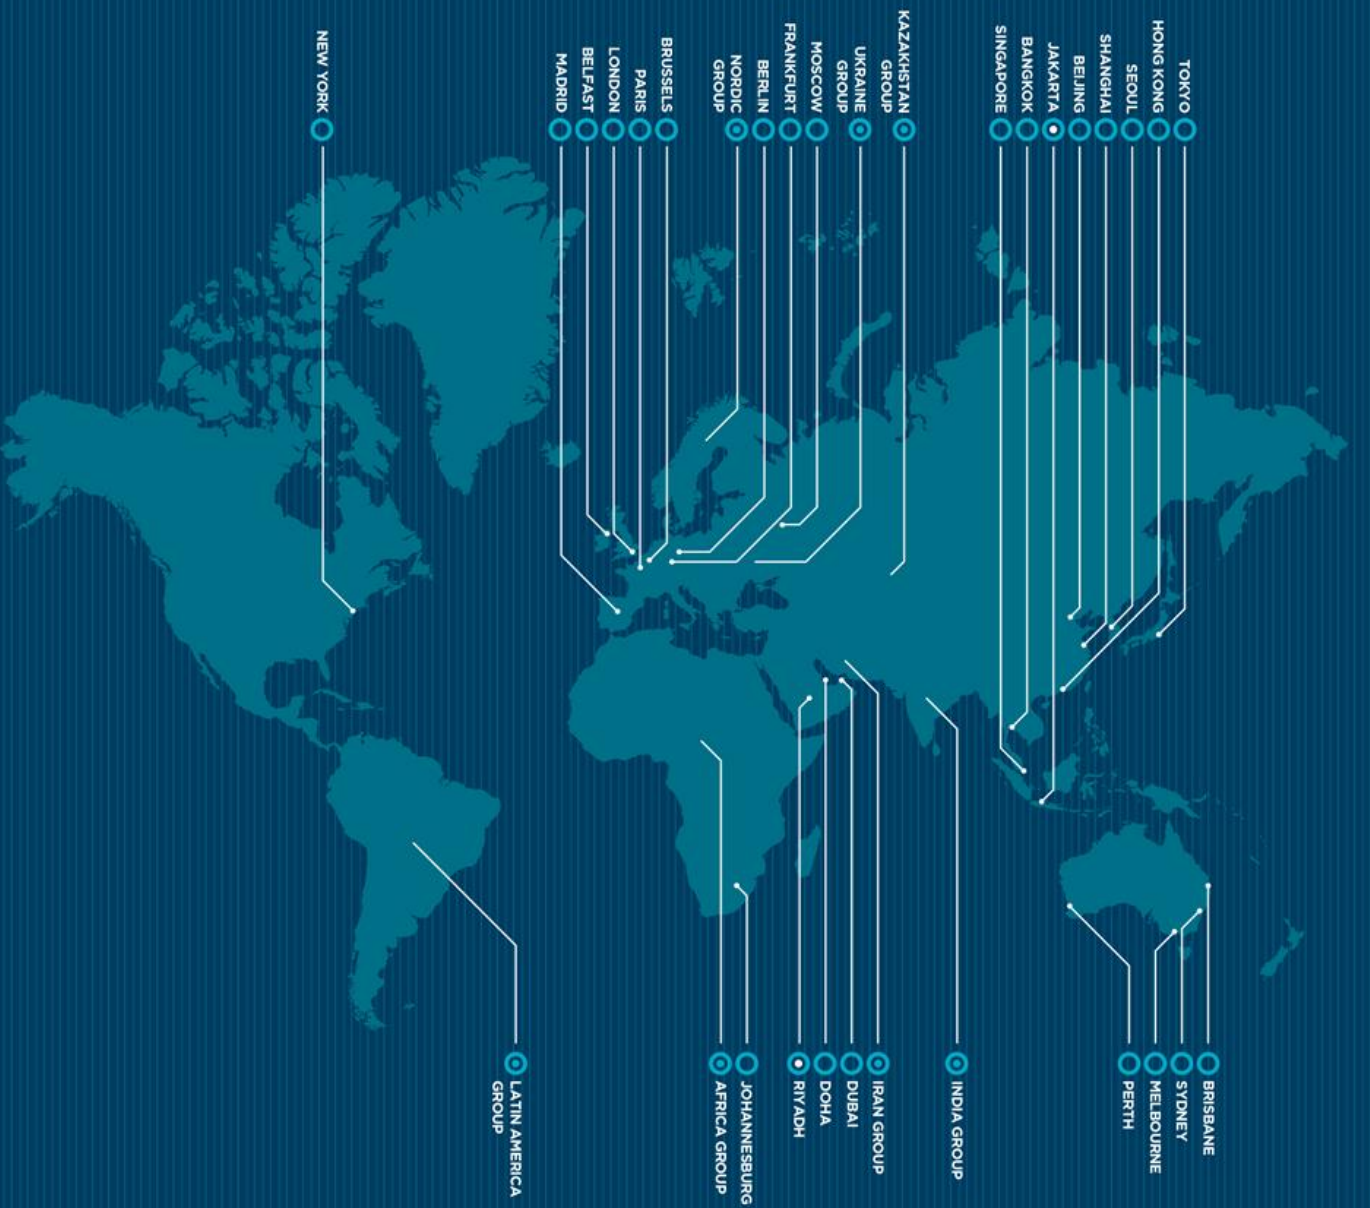 NEW YORK
MADRID
BELFAST
LONDON
PARIS
BRUSSELS
NORDIC
GROUP
BERLIN
FRANKFURT
MOSCOW
UKRAINE
GROUP
KAZAKHSTAN
GROUP
SINGAPORE
BANGKOK
JAKARTA
BEIJING
SHANGHAI
SEOUL
HONG KONG
TOKYO
LATIN AMERICA
GROUP
AFRICA GROUP
JOHANNESBURG
RIYADH
DOHA
DUBAI
IRAN GROUP
INDIA GROUP
PERTH
MELBOURNE
SYDNEY
BRISBANE